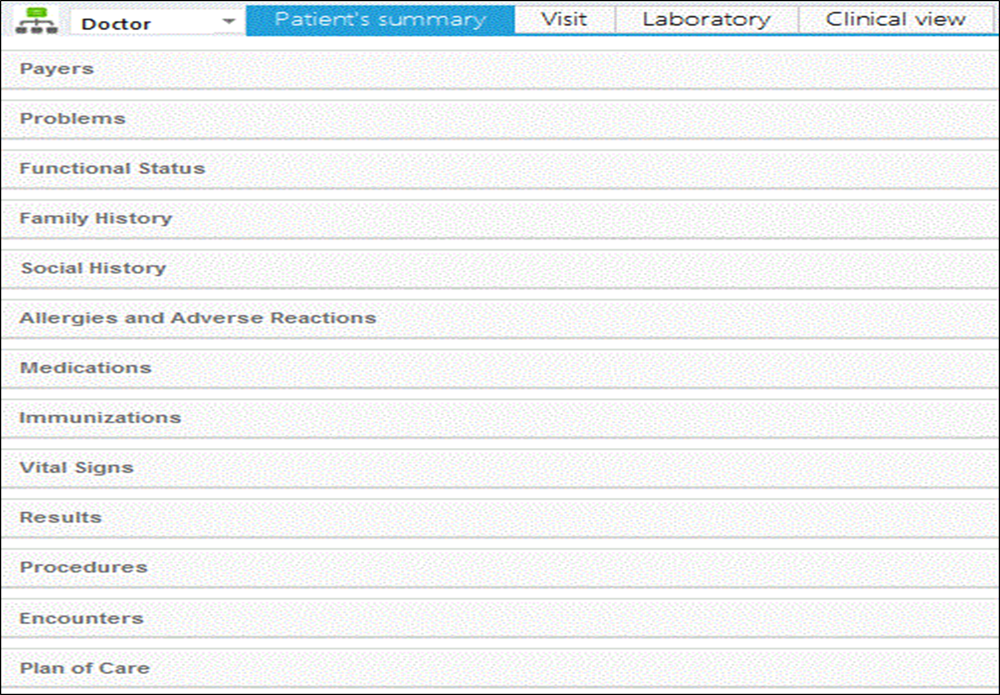 Doctor Patient's summary Visit Laboratory Clinical view
Payers
Problems
Functional Status
Family History
Social History
Allergies and Adverse Reactions
Medications
Immunizations
Vital Signs
Results
Procedures
Encounters
Plan of Care